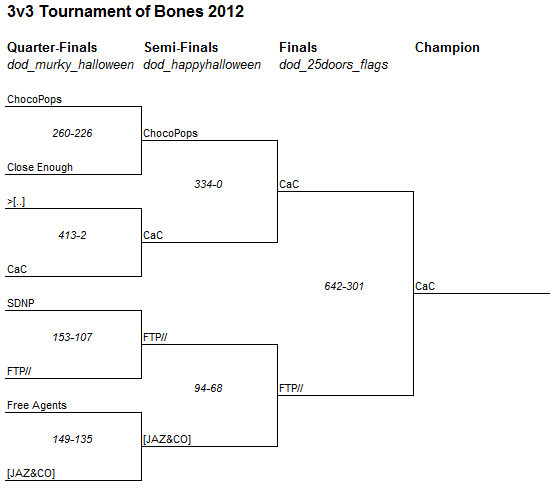 3v3 Tournament of Bones 2012
Quarter-Finals Semi-Finals Finals Champion
dod_murky_halloween dod_happyhalloween dod_25doors_flags
ChocoPops
260-226
ChocoPops
Close Enough
334-0
CaC
>[..]
413-2
CaC
CaC
642-301
CaC
SDNP
153-107
FTP//
FTP//
94-68
FTP//
Free Agents
149-135
[JAZ&CO]
[JAZ&CO]